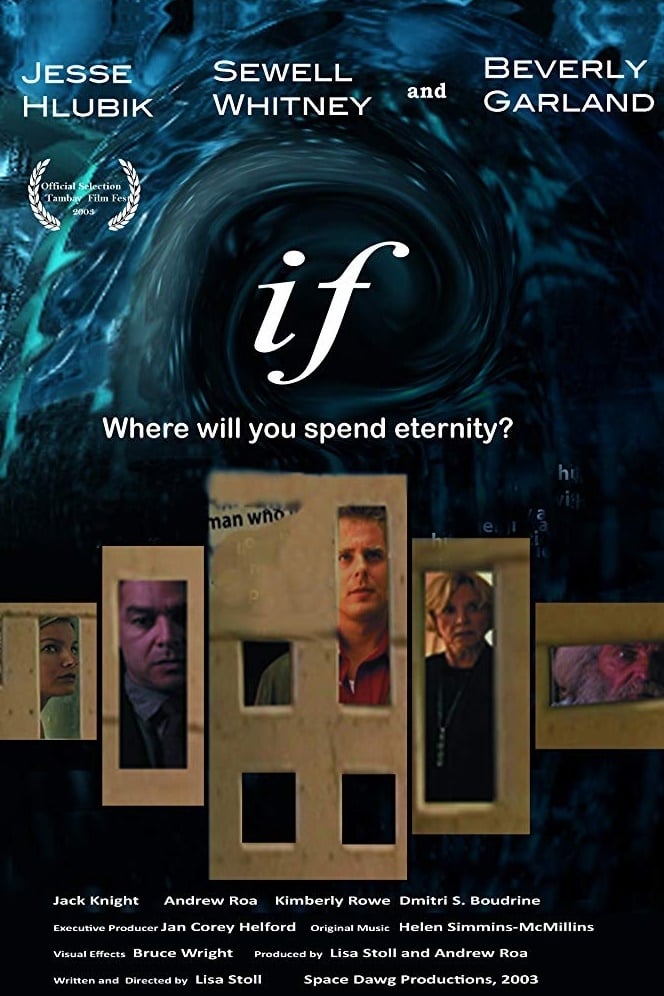 JESSE HLUBIK
SEWELL WHITNEY
and
BEVERLY GARLAND
Official Selection
Tambay Film Fest
2003
if
Where will you spend eternity?
man who
Jack Knight Andrew Roa Kimberly Rowe Dmitri S. Boudrine
Executive Producer Jan Corey Helford Original Music Helen Simmins-McMillins
Visual Effects Bruce Wright Produced by Lisa Stoll and Andrew Roa
Written and Directed by Lisa Stoll Space Dawg Productions, 2003